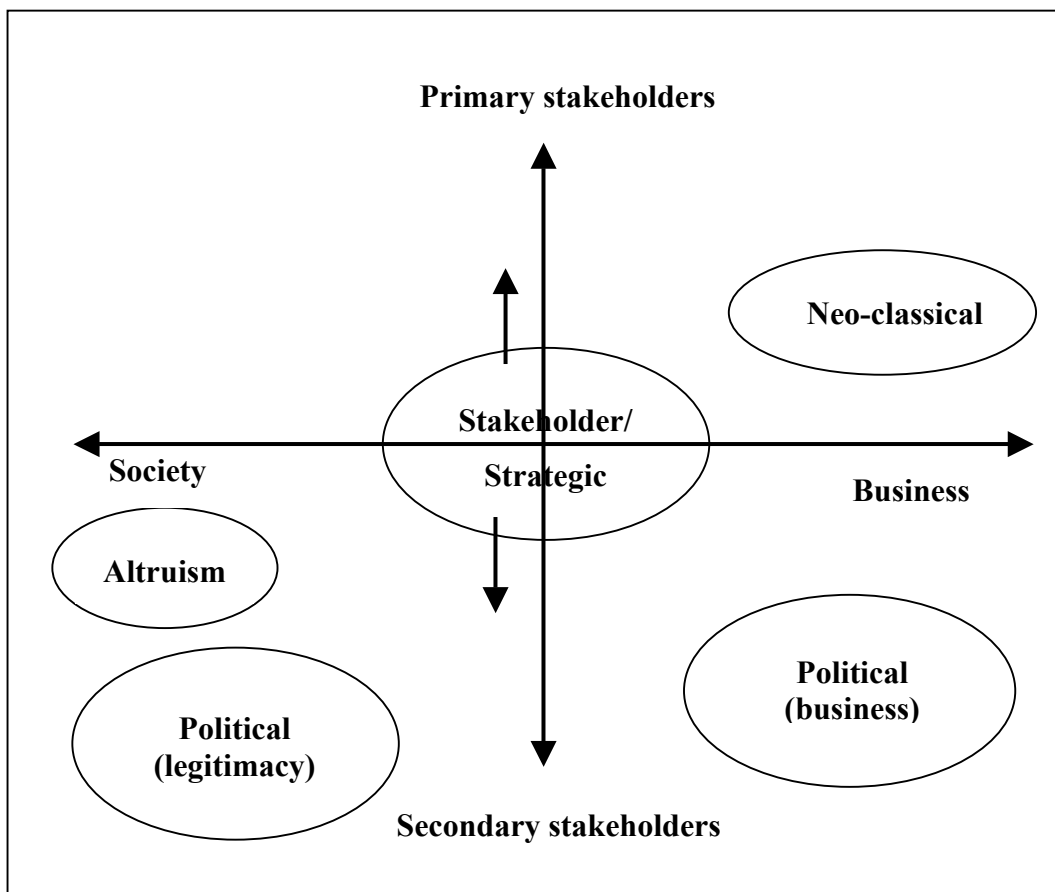 Primary stakeholders
Neo-classical
Stakeholder/
Strategic
Society
Business
Altruism
Political
(business)
Political
(legitimacy)
Secondary stakeholders